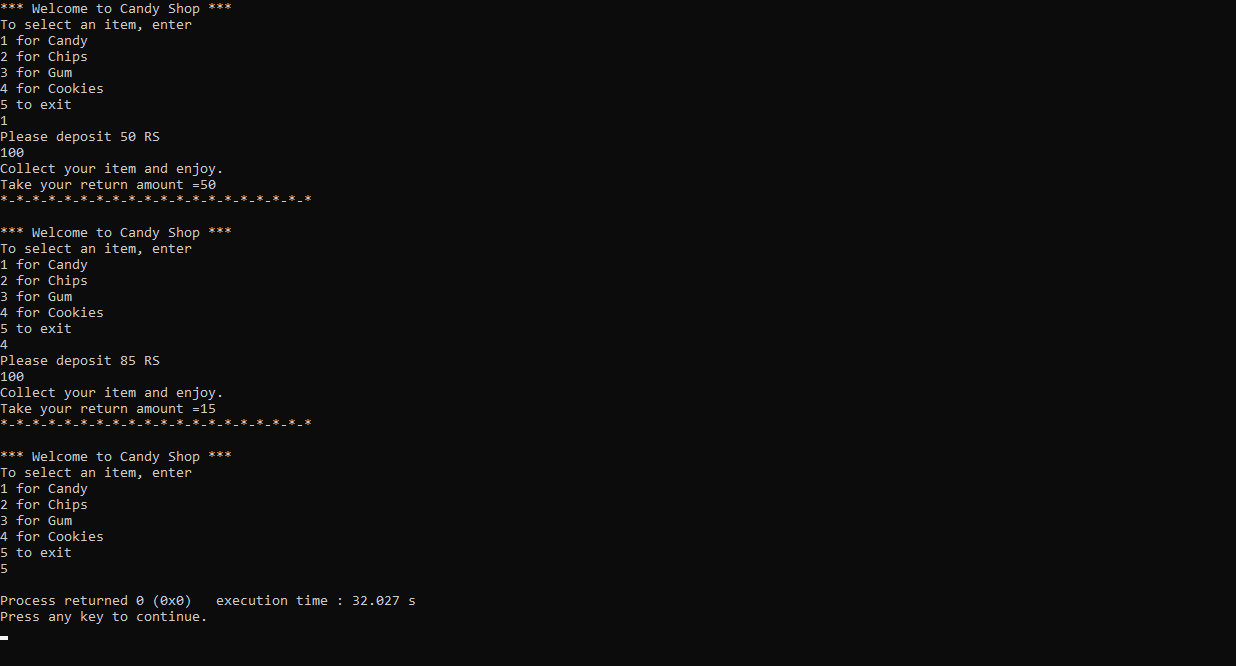 *** Welcome to Candy Shop ***
To select an item, enter
1 for Candy
2 for Chips
3 for Gum
4 for Cookies
5 to exit
1
Please deposit 50 RS
100
Collect your item and enjoy.
Take your return amount =50
*-*-*-*-*-*-*-*-*-*-*-*-*-*-*-*-*-*-*-*

*** Welcome to Candy Shop ***
To select an item, enter
1 for Candy
2 for Chips
3 for Gum
4 for Cookies
5 to exit
4
Please deposit 85 RS
100
Collect your item and enjoy.
Take your return amount =15
*-*-*-*-*-*-*-*-*-*-*-*-*-*-*-*-*-*-*-*

*** Welcome to Candy Shop ***
To select an item, enter
1 for Candy
2 for Chips
3 for Gum
4 for Cookies
5 to exit
5

Process returned 0 (0x0)   execution time : 32.027 s
Press any key to continue.